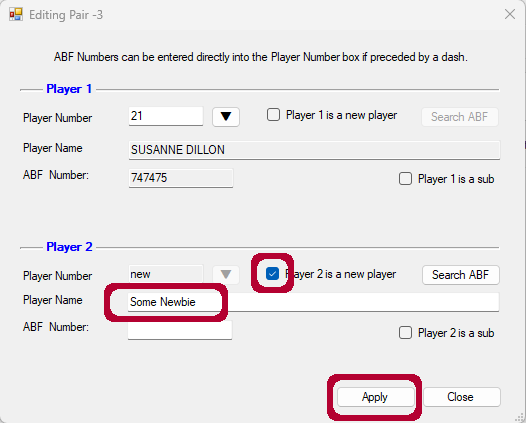 Editing Pair -3
ABF Numbers can be entered directly into the Player Number box if preceded by a dash.
Player 1
Player Number 21 Player 1 is a new player Search ABF
Player Name SUSANNE DILLON
ABF Number: 747475 Player 1 is a sub
Player 2
Player Number new Player 2 is a new player Search ABF
Player Name Some Newbie
ABF Number: Player 2 is a sub
Apply Close